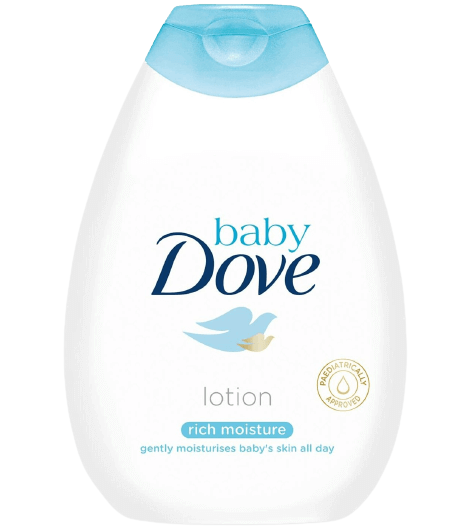 baby
Dove
lotion
rich moisture
gently moisturises baby's skin all day
PAEDIATRICALLY
APPROVED